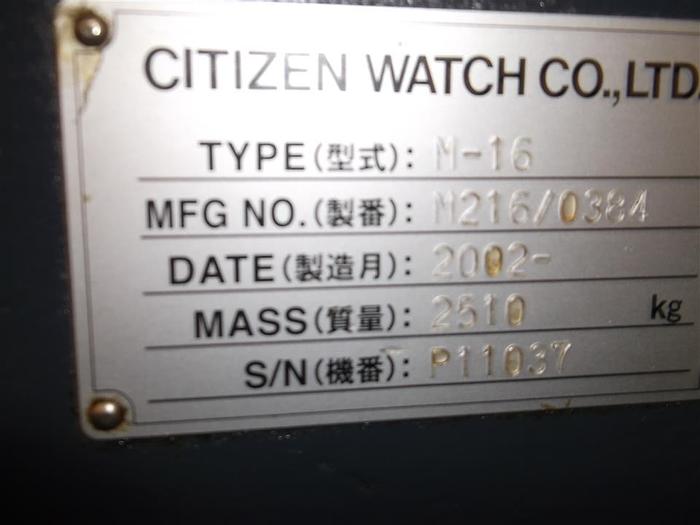 CITIZEN WATCH CO.,LTD.
TYPE(型式): M-16
MFG NO.(製番): M216/0384
DATE(製造月): 2002-
MASS(質量): 2510 kg
S/N(機番): P11037